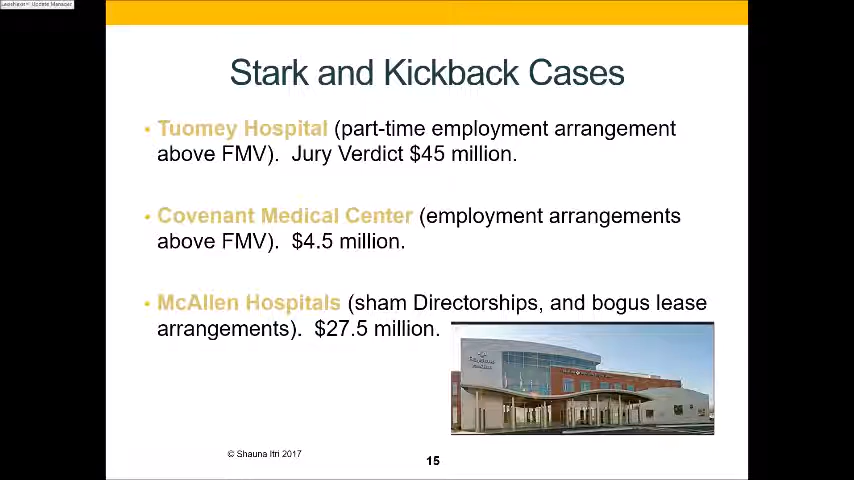 Stark and Kickback Cases
• Tuomey Hospital (part-time employment arrangement
above FMV).  Jury Verdict $45 million.
• Covenant Medical Center (employment arrangements
above FMV).  $4.5 million.
• McAllen Hospitals (sham Directorships, and bogus lease
arrangements).  $27.5 million.
© Shauna Itri 2017
15